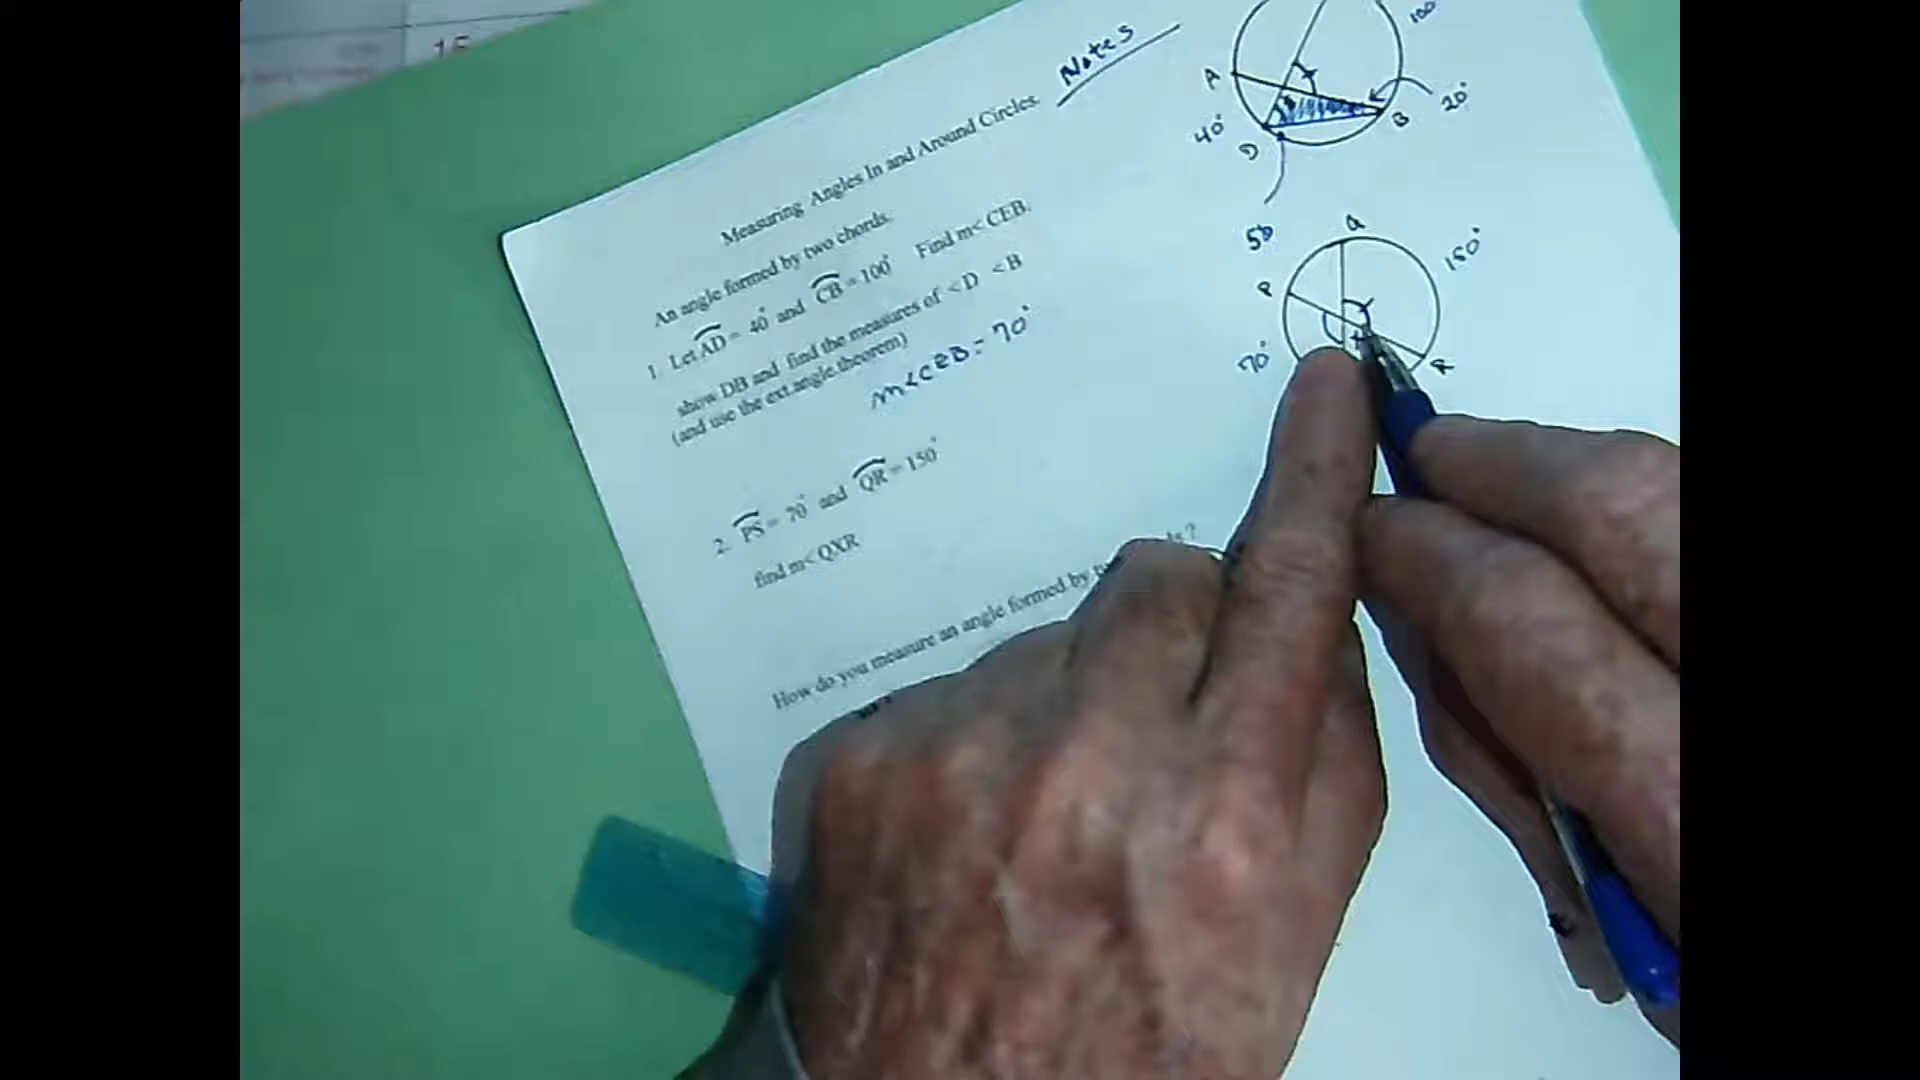 15
Notes
Measuring Angles In and Around Circles.
An angle formed by two chords.
1. Let AD = 40° and CB = 100° Find m< CEB.
show DB and find the measures of <D <B
(and use the ext.angle.theorem)
m<CEB = 70°
2. PS = 70° and QR = 150°
find m< QXR
How do you measure an angle formed by
?
100
A
40°
D
B
20°
50
Q
150°
P
70°
R